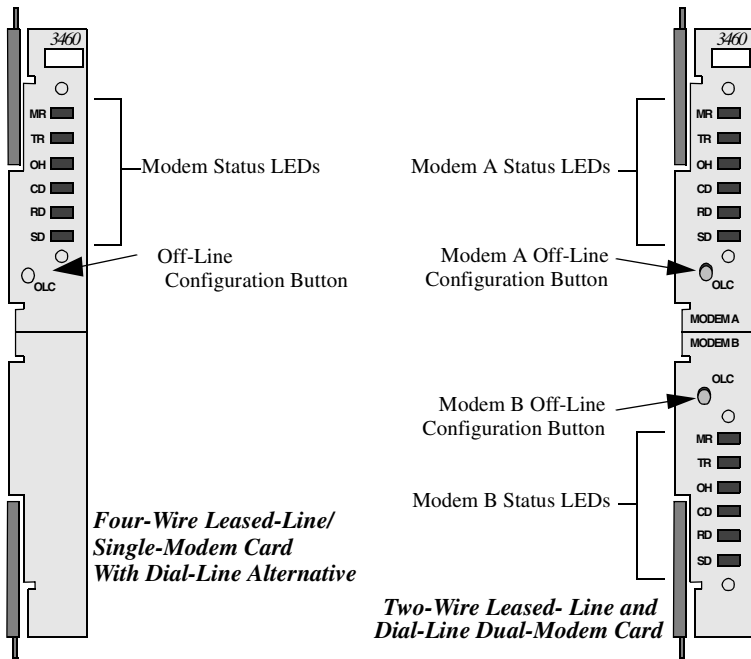 3460
MR
TR
OH
CD
RD
SD
OLC
Modem Status LEDs
Off-Line
Configuration Button
Four-Wire Leased-Line/
Single-Modem Card
With Dial-Line Alternative
3460
MR
TR
OH
CD
RD
SD
OLC
MODEM A
MODEM B
OLC
MR
TR
OH
CD
RD
SD
Modem A Status LEDs
Modem A Off-Line
Configuration Button
Modem B Off-Line
Configuration Button
Modem B Status LEDs
Two-Wire Leased- Line and
Dial-Line Dual-Modem Card